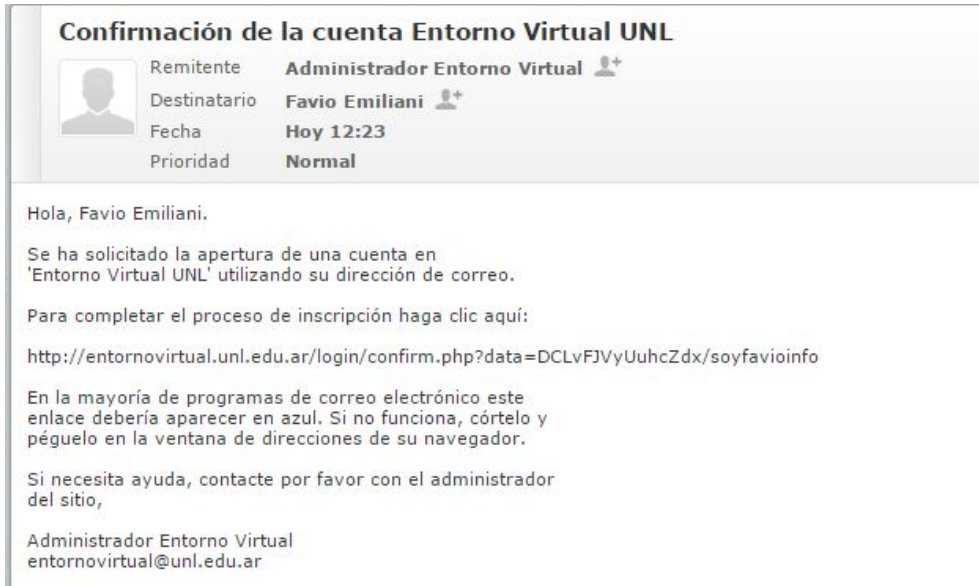 Confirmación de la cuenta Entorno Virtual UNL
Remitente Administrador Entorno Virtual
Destinatario Favio Emiliani
Fecha Hoy 12:23
Prioridad Normal
Hola, Favio Emiliani.
Se ha solicitado la apertura de una cuenta en
'Entorno Virtual UNL' utilizando su dirección de correo.
Para completar el proceso de inscripción haga clic aquí:
http://entornovirtual.unl.edu.ar/login/confirm.php?data=DCLvFJVyUuhcZdx/soyfavioinfo
En la mayoría de programas de correo electrónico este
enlace debería aparecer en azul. Si no funciona, córtelo y
péguelo en la ventana de direcciones de su navegador.
Si necesita ayuda, contacte por favor con el administrador
del sitio,
Administrador Entorno Virtual
entornovirtual@unl.edu.ar